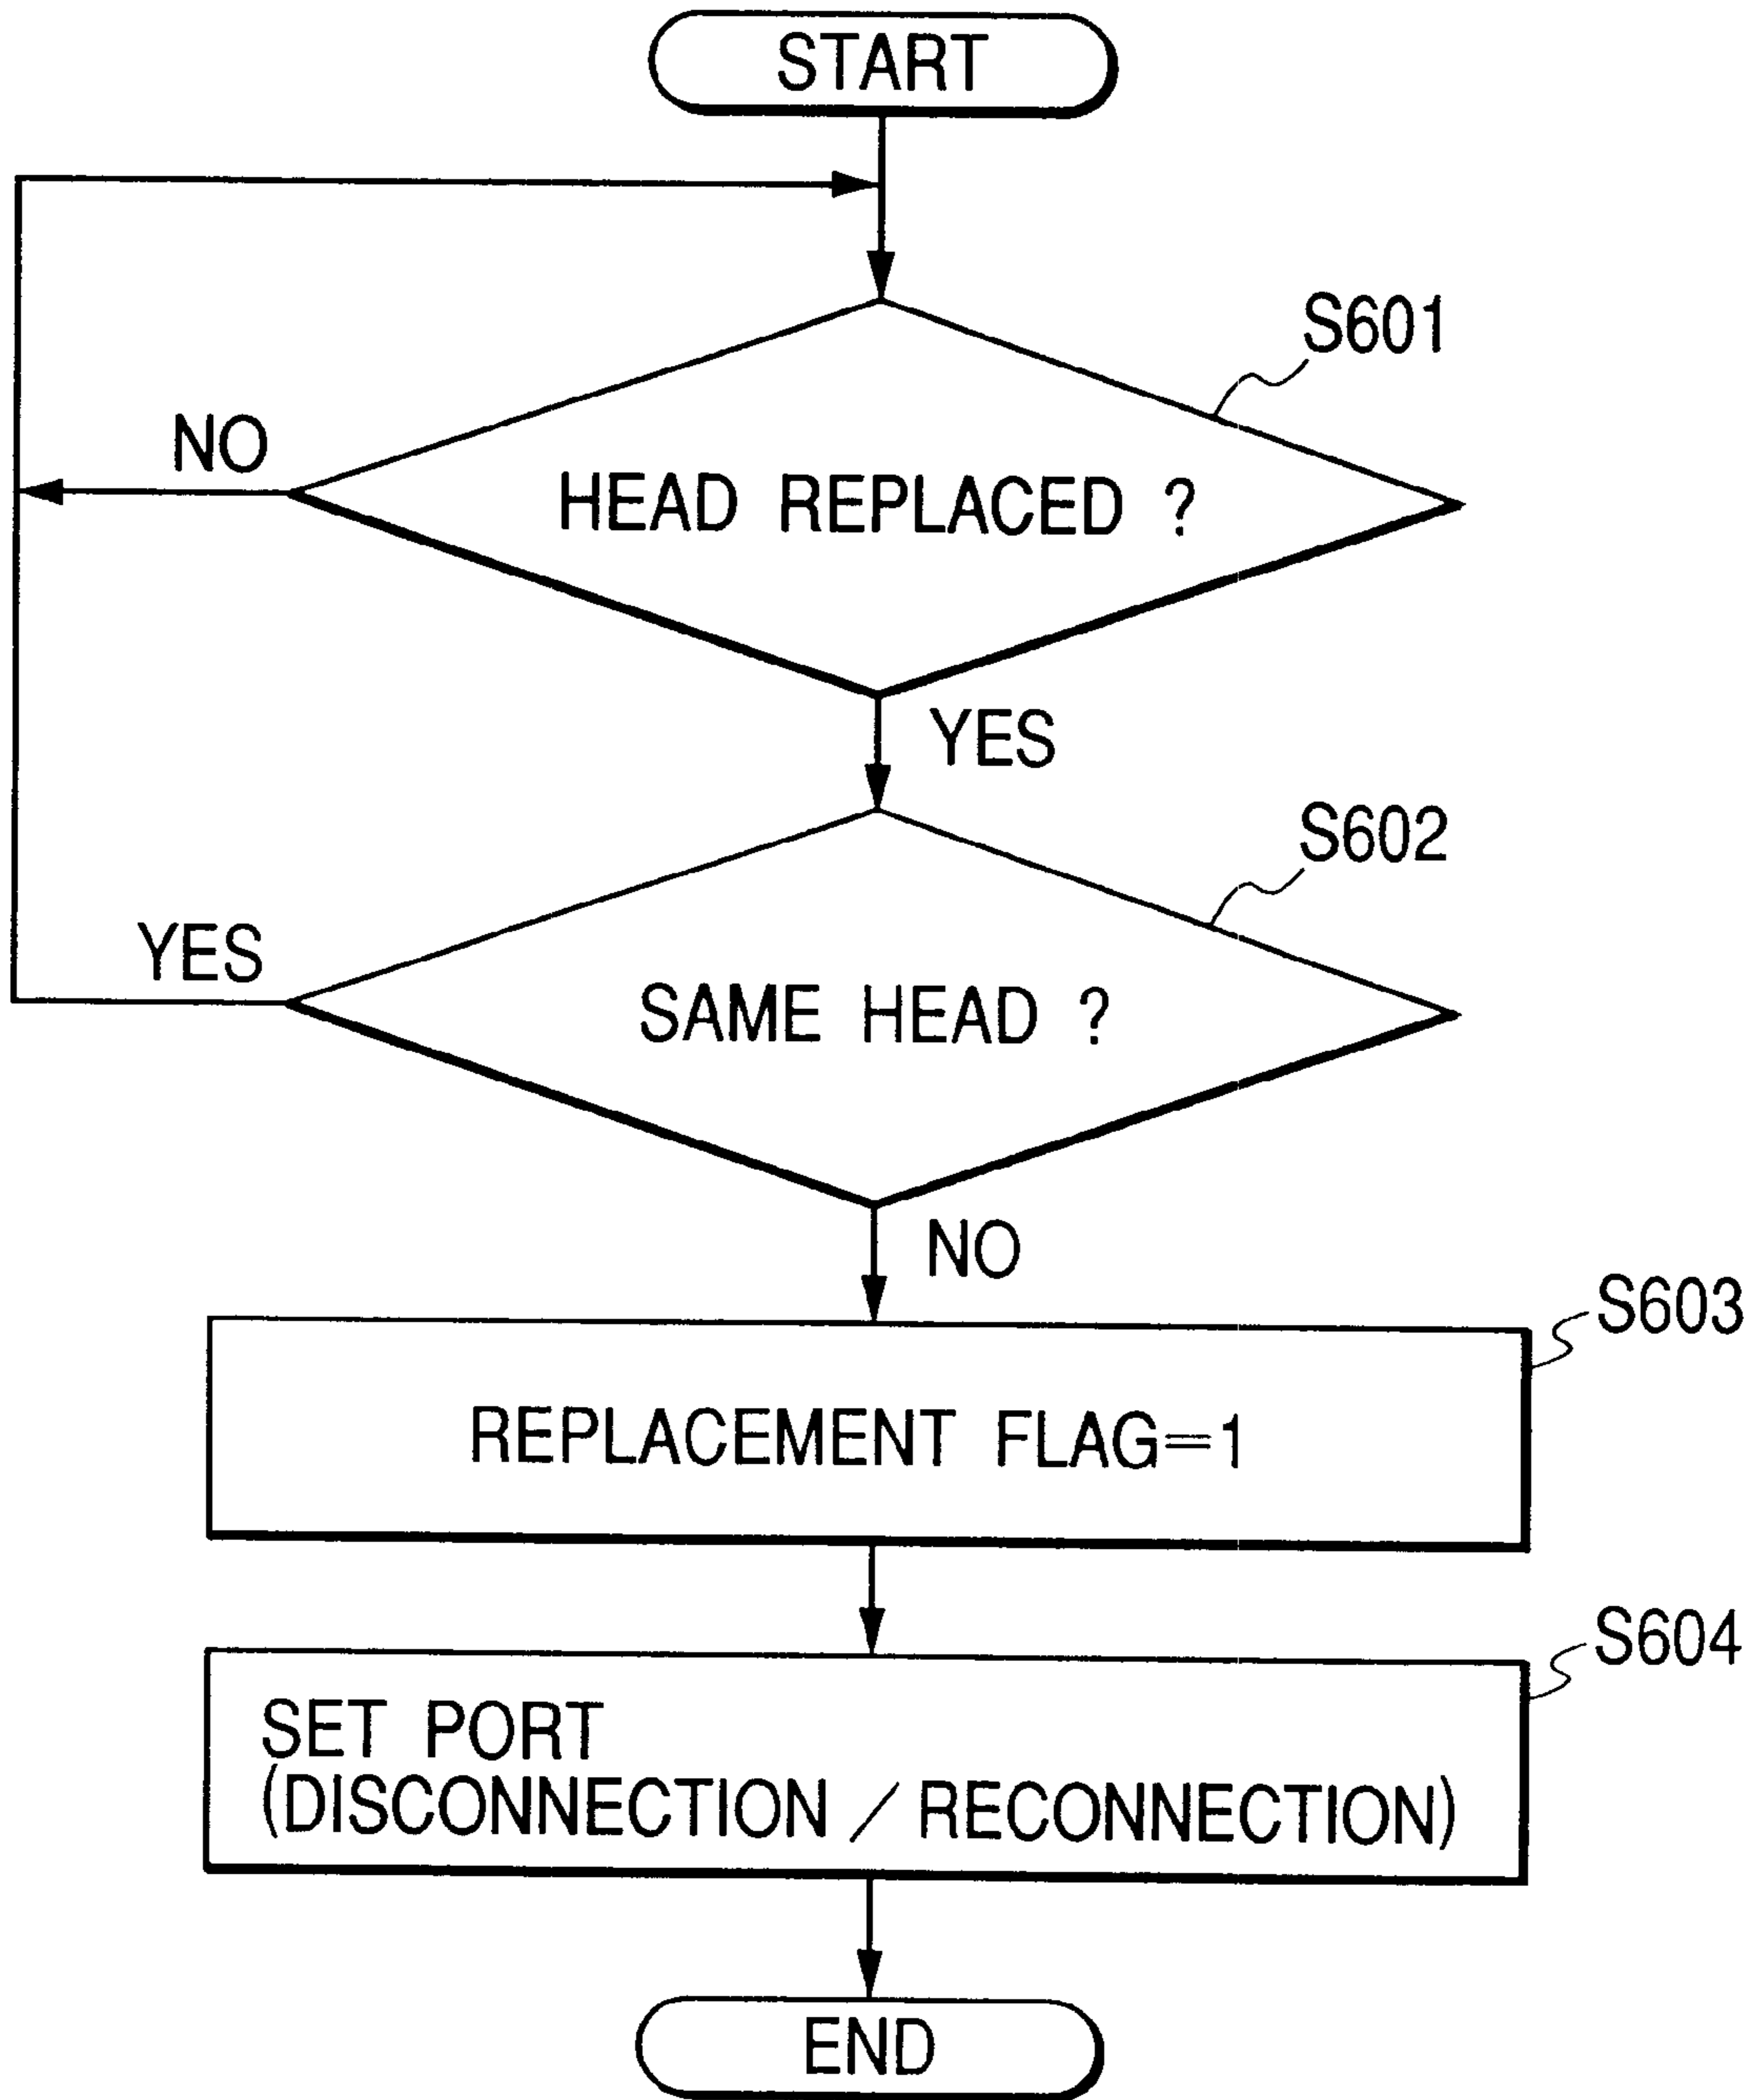 START
S601
NO
HEAD REPLACED ?
YES
S602
YES
SAME HEAD ?
NO
S603
REPLACEMENT FLAG=1
S604
SET PORT
(DISCONNECTION / RECONNECTION)
END